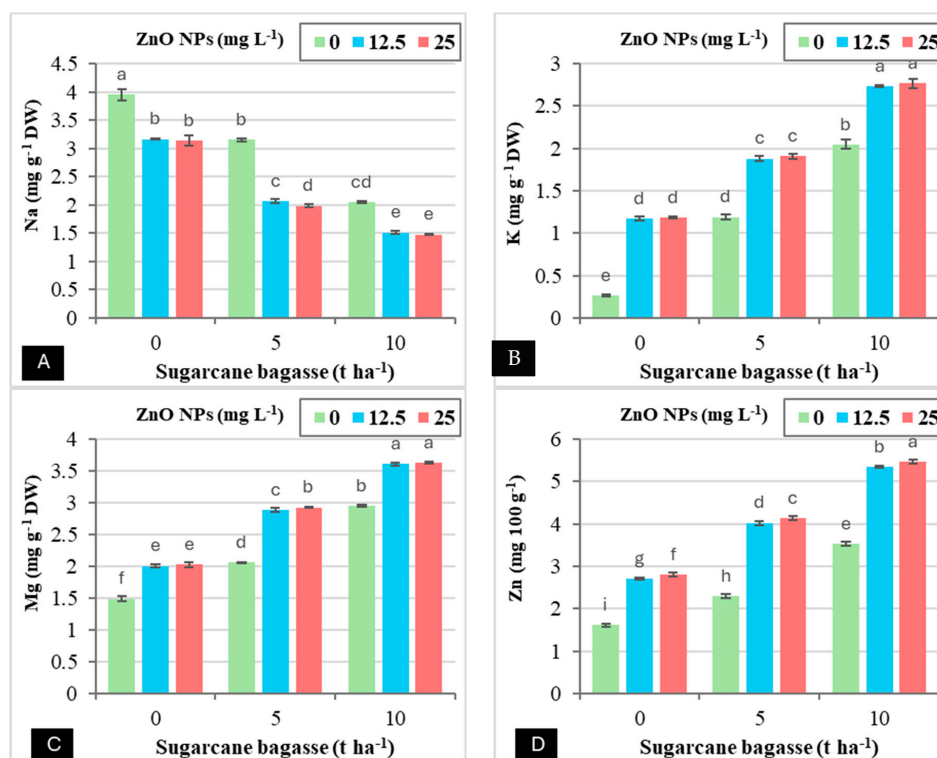 ZnO NPs (mg L-1)
0 12.5 25
4.5
4
3.5
3
2.5
2
1.5
1
0.5
0
Na (mg g-1 DW)
a
b
b
c
d
cd
e
e
0
5
10
Sugarcane bagasse (t ha-1)
A
ZnO NPs (mg L-1)
0 12.5 25
3
2.5
2
1.5
1
0.5
0
K (mg g-1 DW)
e
d
d
d
c
c
b
a
a
0
5
10
Sugarcane bagasse (t ha-1)
B
ZnO NPs (mg L-1)
0 12.5 25
4
3.5
3
2.5
2
1.5
1
0.5
0
Mg (mg g-1 DW)
f
e
e
d
c
b
b
a
a
0
5
10
Sugarcane bagasse (t ha-1)
C
ZnO NPs (mg L-1)
0 12.5 25
6
5
4
3
2
1
0
Zn (mg 100 g-1)
i
g
f
h
d
c
e
b
a
0
5
10
Sugarcane bagasse (t ha-1)
D